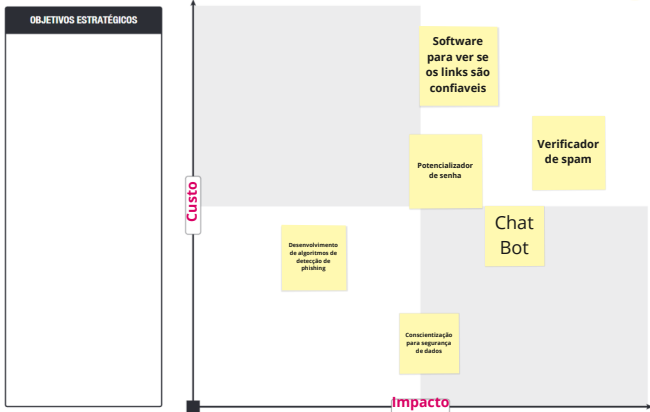 OBJETIVOS ESTRATÉGICOS
Software
para ver se
os links são
confiaveis
Verificador
de spam
Potencializador
de senha
Custo
Chat
Bot
Desenvolvimento
de algoritmos de
detecção de
phishing
Conscientização
para segurança
de dados
Impacto